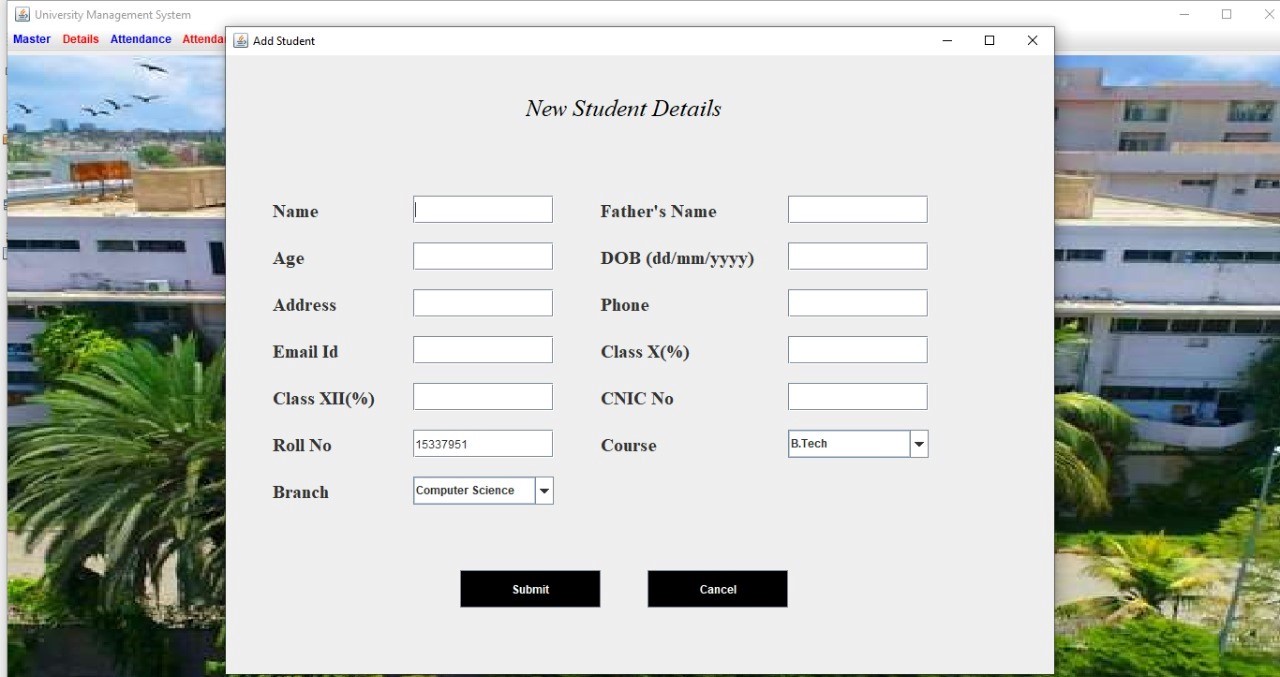 University Management System
Master Details Attendance
Add Student
New Student Details
Name Father's Name
Age DOB (dd/mm/yyyy)
Address Phone
Email Id Class X(%)
Class XII(%) CNIC No
Roll No 15337951 Course B.Tech
Branch Computer Science
Submit Cancel